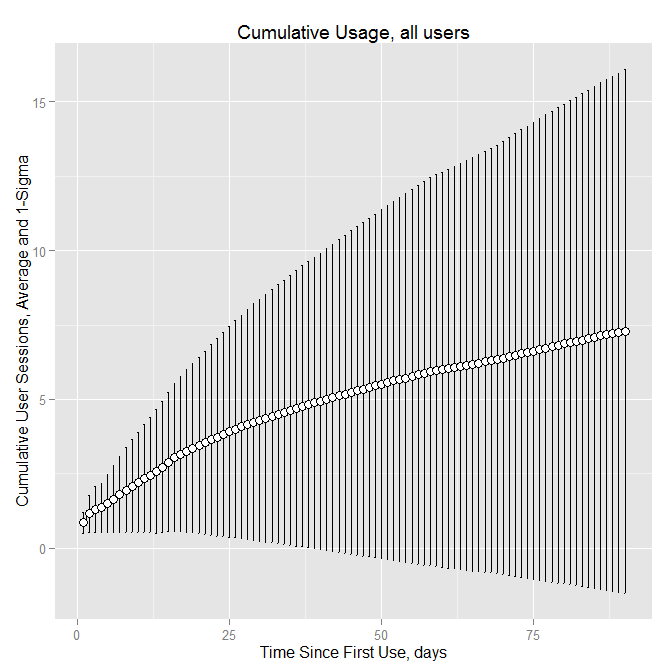 Cumulative Usage, all users
Cumulative User Sessions, Average and 1-Sigma
15
10
5
0
0 25 50 75
Time Since First Use, days